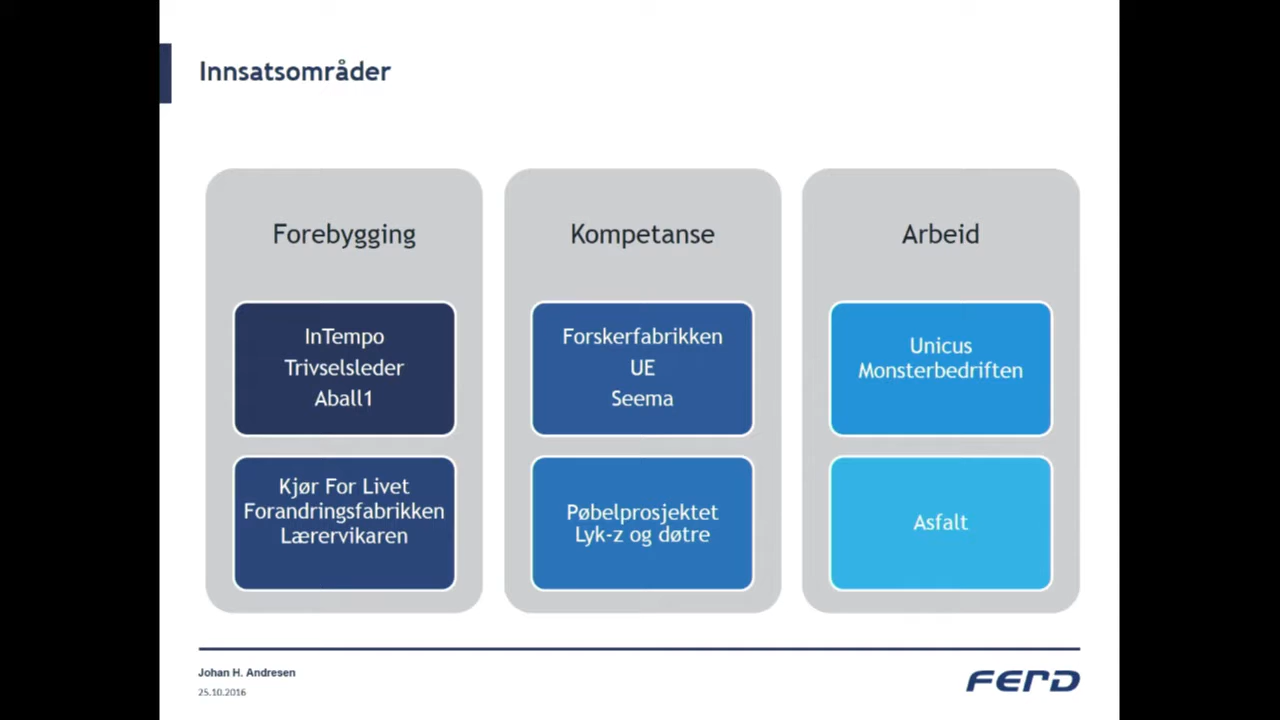 Innsatsområder
Forebygging
InTempo
Trivselsleder
Aball1
Kjør For Livet
Forandringsfabrikken
Lærervikaren
Kompetanse
Forskerfabrikken
UE
Seema
Pøbelprosjektet
Lyk-z og døtre
Arbeid
Unicus
Monsterbedriften
Asfalt
Johan H. Andresen
25.10.2016
FERD